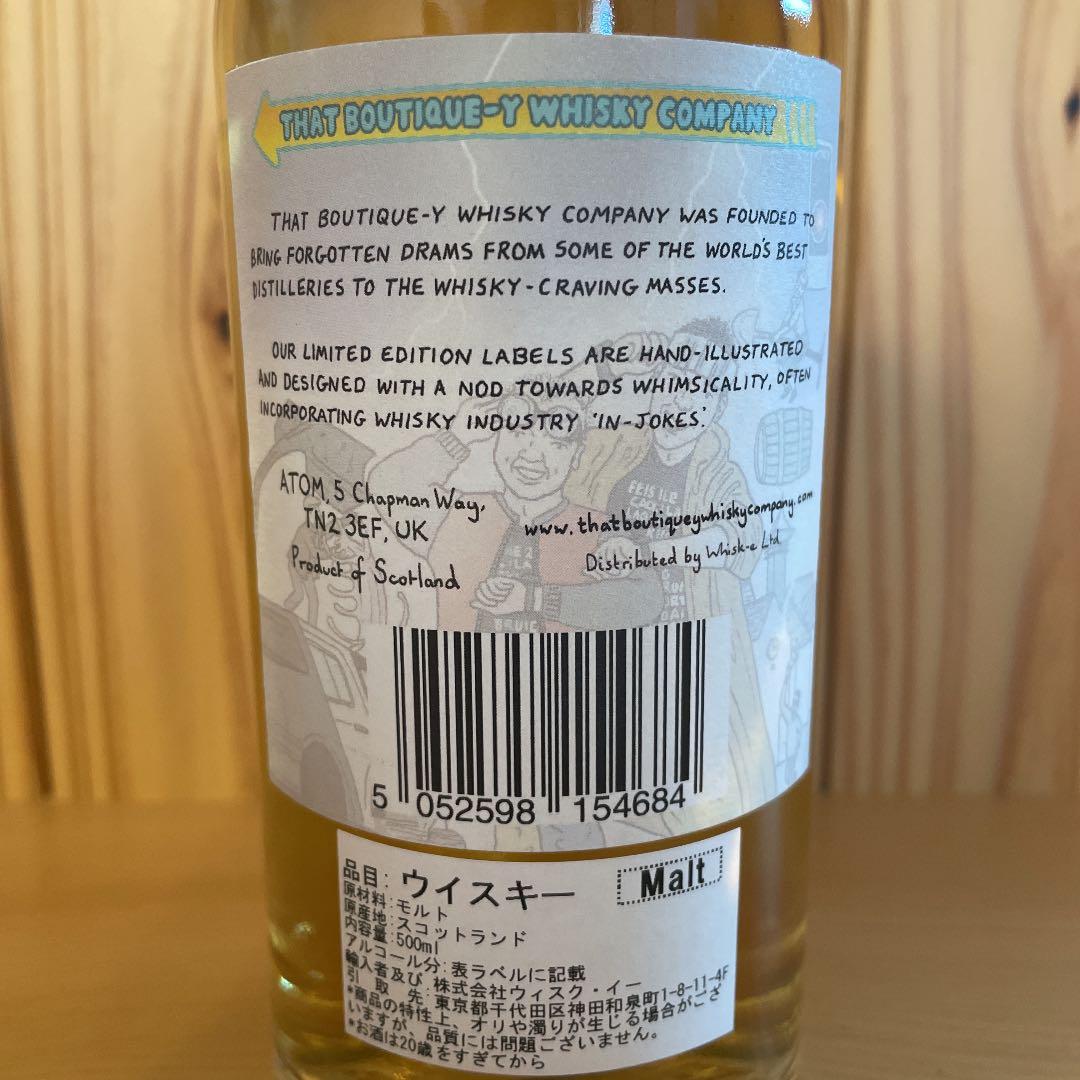 THAT BOUTIQUE-Y WHISKY COMPANY
THAT BOUTIQUE-Y WHISKY COMPANY WAS FOUNDED TO
BRING FORGOTTEN DRAMS FROM SOME OF THE WORLD'S BEST
DISTILLERIES TO THE WHISKY-CRAVING MASSES.
OUR LIMITED EDITION LABELS ARE HAND-ILLUSTRATED
AND DESIGNED WITH A NOD TOWARDS WHIMSICALITY, OFTEN
INCORPORATING WHISKY INDUSTRY 'IN-JOKES'.
ATOM, 5 Chapman Way,
TN2 3EF, UK
Product of Scotland
www.thatboutiqueywhiskycompany.com
Distributed by Whisk-e Ltd
FEIS ILE
5 052598 154684
品目: ウイスキー Malt
原材料:モルト
原産地:スコットランド
内容量:500ml
アルコール分:表ラベルに記載
輸入者及び:株式会社ウィスク・イー
引取先:東京都千代田区神田和泉町1-8-11-4F
*商品の特性上、オリや濁りが生じる場合がござ
いますが、品質には問題ございません。
*お酒は20歳をすぎてから